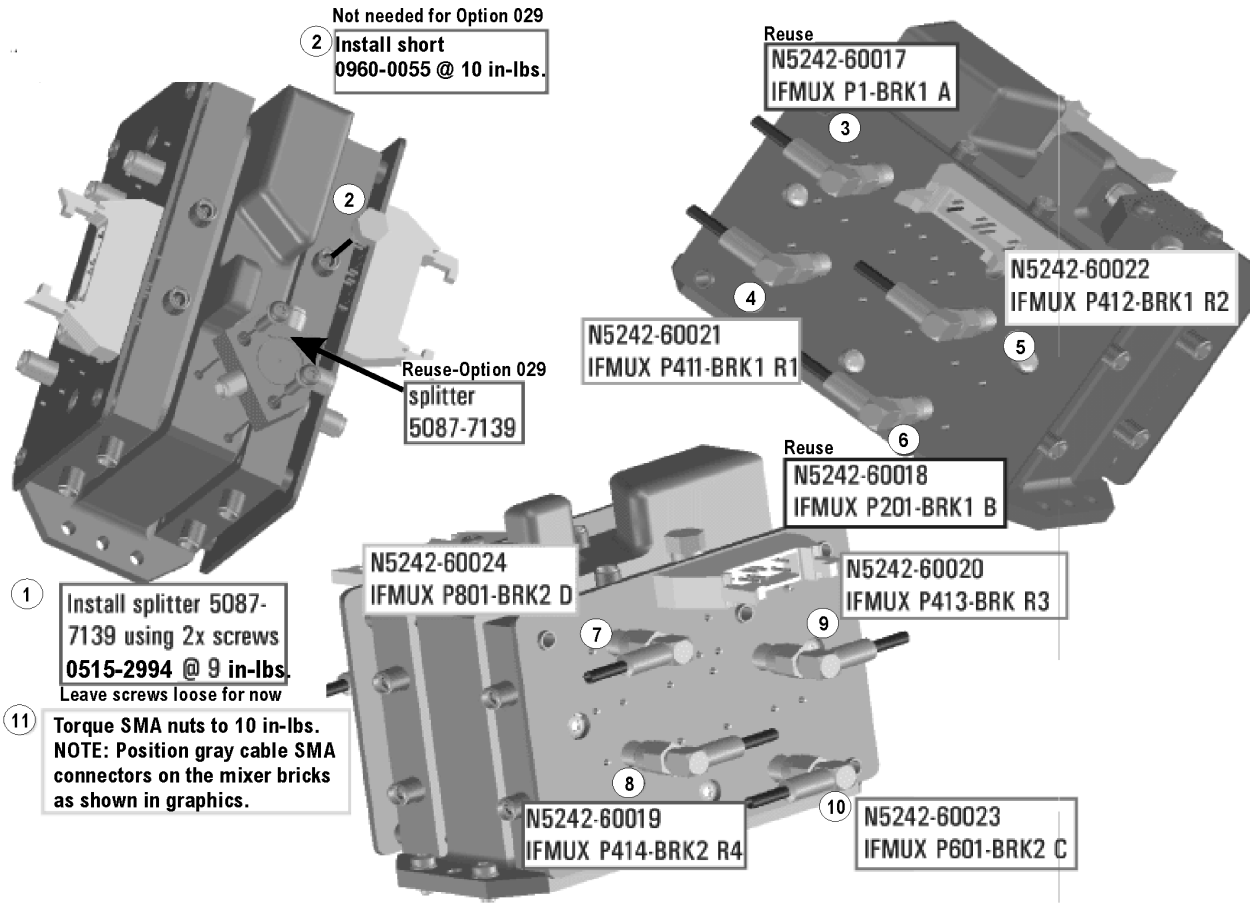 Not needed for Option 029
2
Install short
0960-0055 @ 10 in-lbs.
2
Reuse-Option 029
splitter
5087-7139
1
Install splitter 5087-
7139 using 2x screws
0515-2994 @ 9 in-lbs.
Leave screws loose for now
11
Torque SMA nuts to 10 in-lbs.
NOTE: Position gray cable SMA
connectors on the mixer bricks
as shown in graphics.
Reuse
N5242-60017
IFMUX P1-BRK1 A
3
4
N5242-60021
IFMUX P411-BRK1 R1
N5242-60022
IFMUX P412-BRK1 R2
5
6
Reuse
N5242-60018
IFMUX P201-BRK1 B
N5242-60024
IFMUX P801-BRK2 D
7
N5242-60020
IFMUX P413-BRK R3
9
8
N5242-60019
IFMUX P414-BRK2 R4
10
N5242-60023
IFMUX P601-BRK2 C